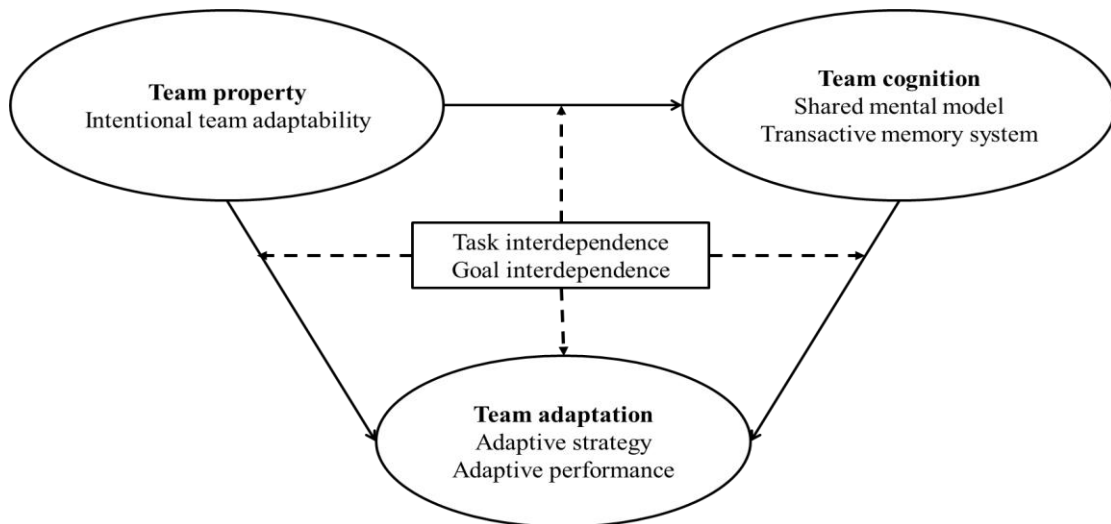 Team property
Intentional team adaptability
Team cognition
Shared mental model
Transactive memory system
Task interdependence
Goal interdependence
Team adaptation
Adaptive strategy
Adaptive performance